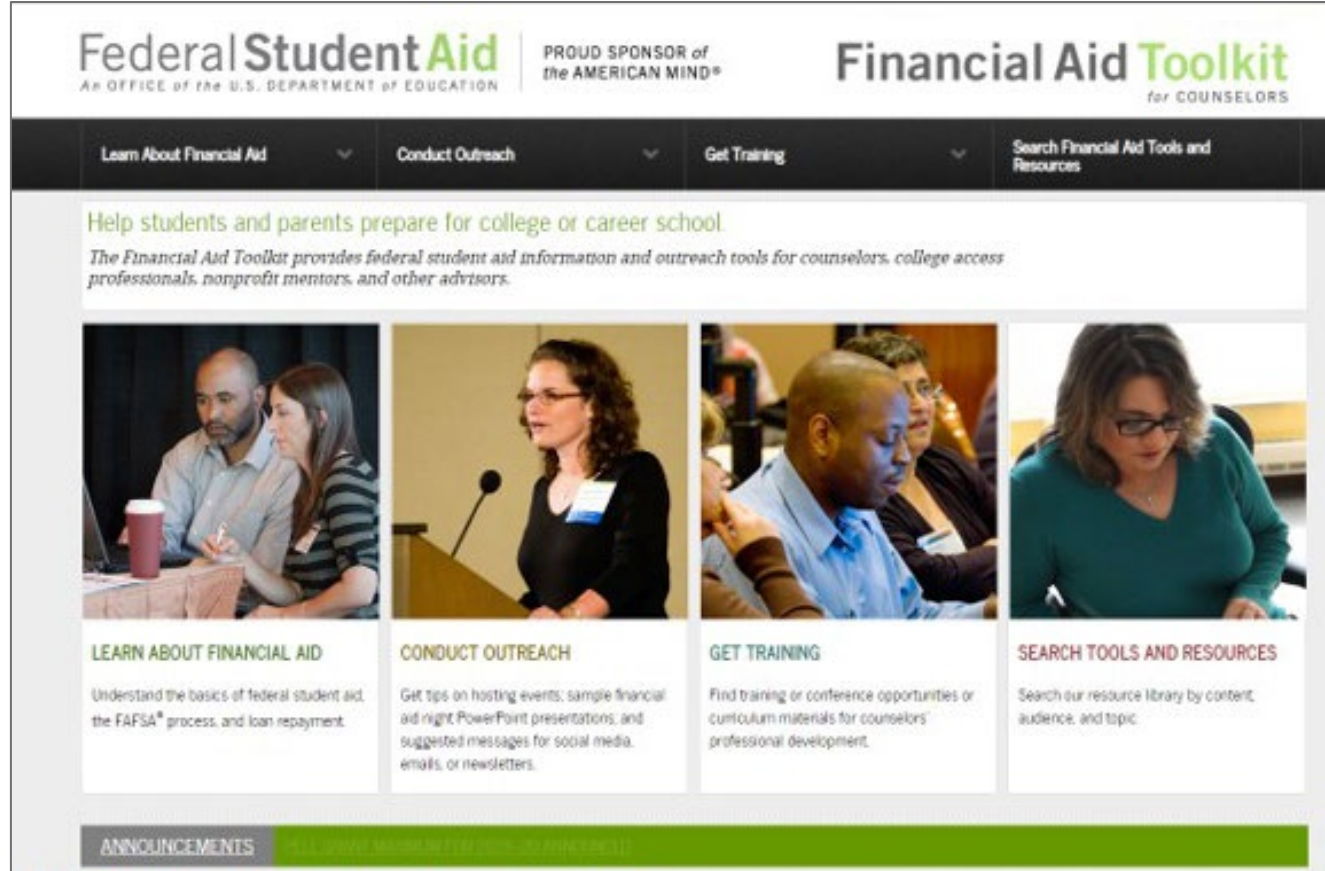 Federal Student Aid
An OFFICE of the U.S. DEPARTMENT of EDUCATION
PROUD SPONSOR of
the AMERICAN MIND®
Financial Aid Toolkit
for COUNSELORS
Learn About Financial Aid
Conduct Outreach
Get Training
Search Financial Aid Tools and
Resources
Help students and parents prepare for college or career school.
The Financial Aid Toolkit provides federal student aid information and outreach tools for counselors, college access
professionals, nonprofit mentors, and other advisors.
LEARN ABOUT FINANCIAL AID
Understand the basics of federal student aid,
the FAFSA® process, and loan repayment.
CONDUCT OUTREACH
Get tips on hosting events; sample financial
aid night PowerPoint presentations; and
suggested messages for social media,
emails, or newsletters.
GET TRAINING
Find training or conference opportunities or
curriculum materials for counselors'
professional development.
SEARCH TOOLS AND RESOURCES
Search our resource library by content,
audience, and topic.
ANNOUNCEMENTS
PELL GRANT MAXIMUM FOR 2019-20 ANNOUNCED